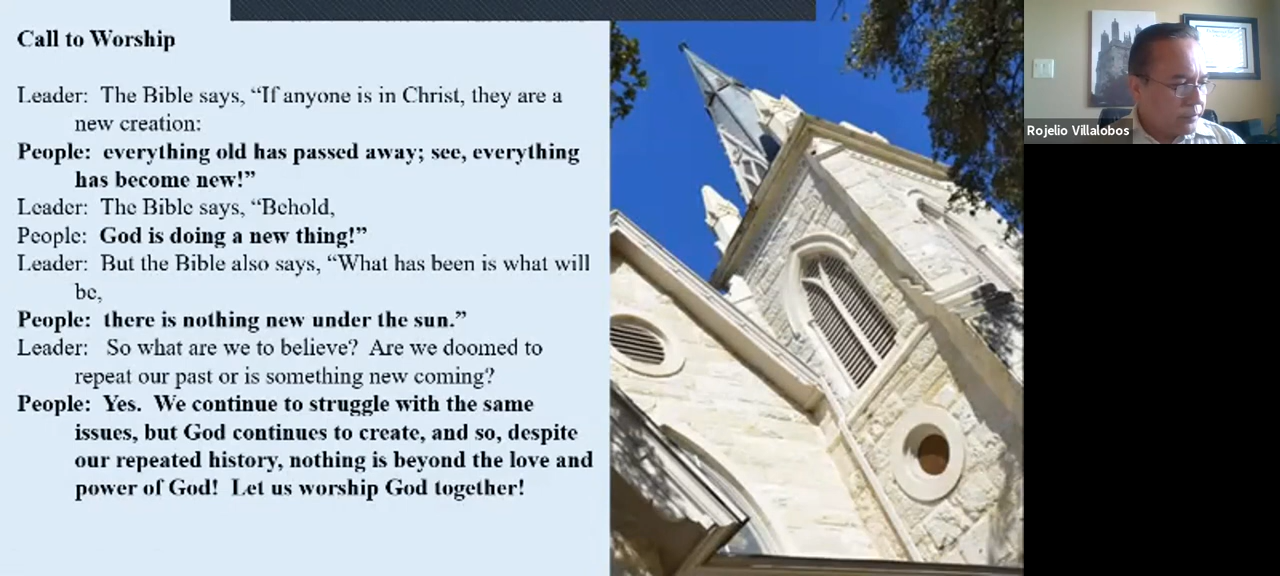 Call to Worship
Leader: The Bible says, “If anyone is in Christ, they are a
new creation:
People: everything old has passed away; see, everything
has become new!”
Leader: The Bible says, “Behold,
People: God is doing a new thing!”
Leader: But the Bible also says, “What has been is what will
be,
People: there is nothing new under the sun.”
Leader: So what are we to believe? Are we doomed to
repeat our past or is something new coming?
People: Yes. We continue to struggle with the same
issues, but God continues to create, and so, despite
our repeated history, nothing is beyond the love and
power of God! Let us worship God together!
Rojelio Villalobos